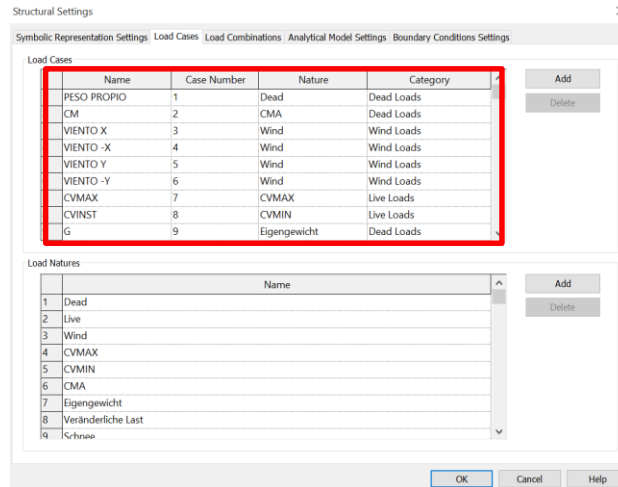 Structural Settings
Symbolic Representation Settings Load Cases Load Combinations Analytical Model Settings Boundary Conditions Settings
Load Cases
Name Case Number Nature Category
Add
PESO PROPIO 1 Dead Dead Loads
Delete
CM 2 CMA Dead Loads
VIENTO X 3 Wind Wind Loads
VIENTO -X 4 Wind Wind Loads
VIENTO Y 5 Wind Wind Loads
VIENTO -Y 6 Wind Wind Loads
CVMAX 7 CVMAX Live Loads
CVINST 8 CVMIN Live Loads
G 9 Eigengewicht Dead Loads
Load Natures
Name
Add
1 Dead
Delete
2 Live
3 Wind
4 CVMAX
5 CVMIN
6 CMA
7 Eigengewicht
8 Veränderliche Last
9 Schnee
OK Cancel Help